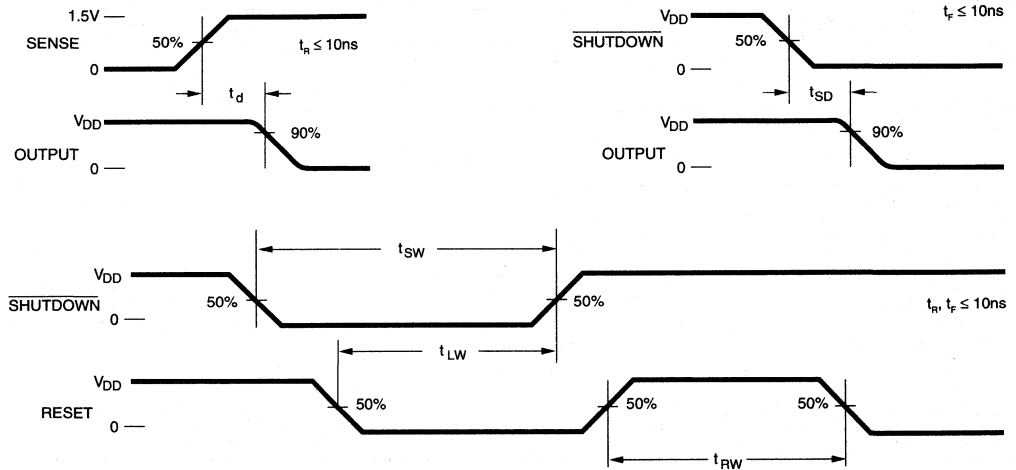 1.5V
SENSE
50%
t_R ≤ 10ns
0
t_d
V_DD
90%
OUTPUT
0
V_DD
SHUTDOWN
50%
t_F ≤ 10ns
0
t_SD
V_DD
90%
OUTPUT
0
t_SW
V_DD
SHUTDOWN
50%
50%
t_R, t_F ≤ 10ns
0
t_LW
V_DD
RESET
50%
50%
50%
0
t_RW